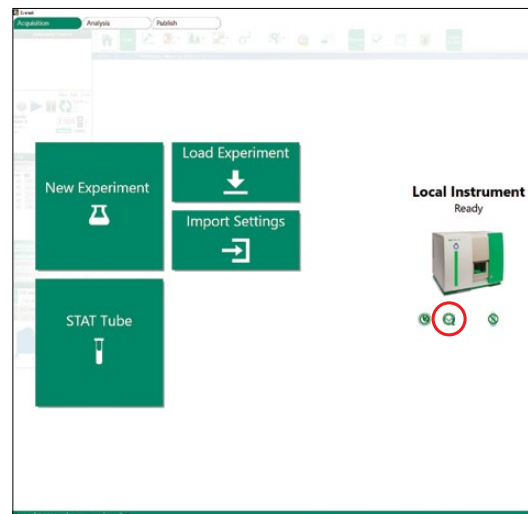 Acquisition
Analysis
Publish
New Experiment
Load Experiment
Import Settings
STAT Tube
Local Instrument
Ready